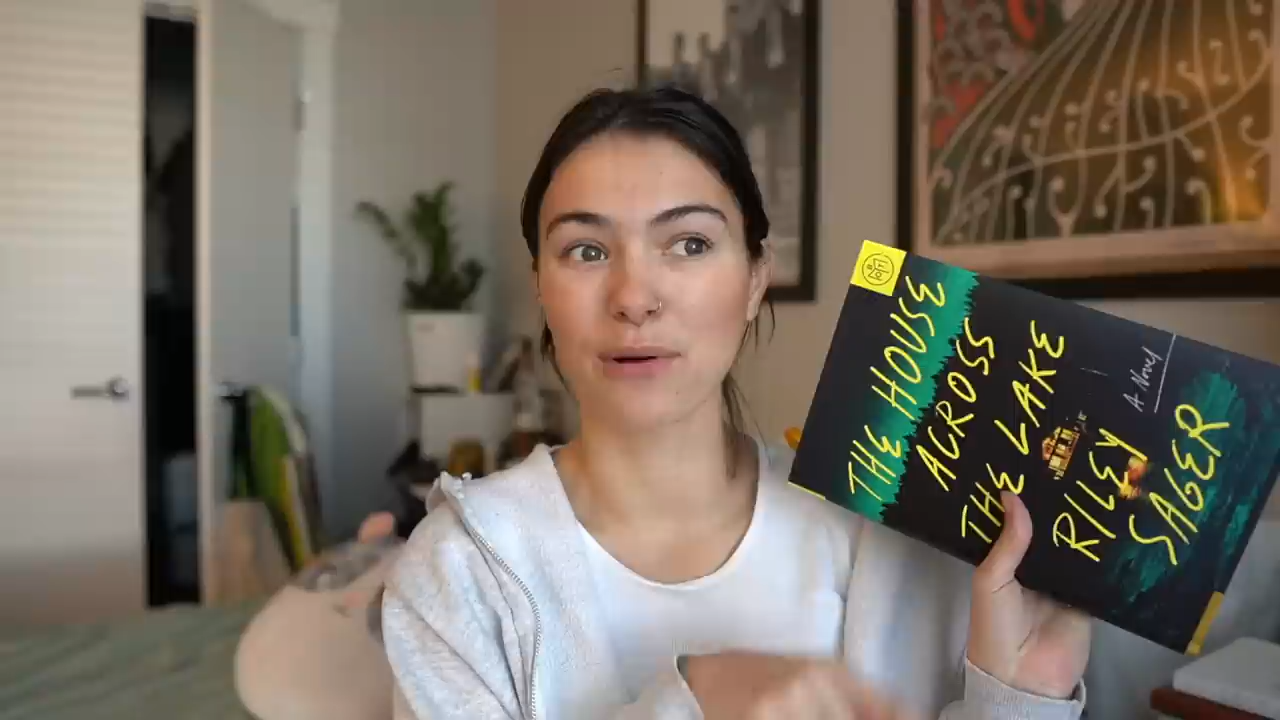 THE HOUSE
ACROSS
THE LAKE
A Novel
RILEY
SAGER